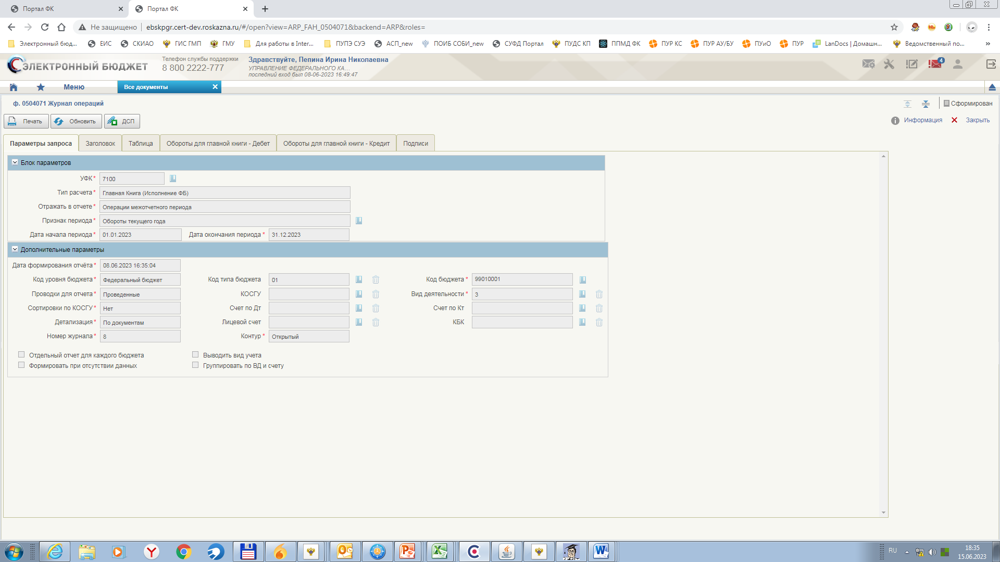 Портал ФК
Портал ФК
Не защищено ebskpgr.cert-dev.roskazna.ru/#/open?view=ARP_FAH_0504071&backend=ARP&roles=
Электронный бюд... ЕИС СКИАО ГИС ГМП ГМУ Для работы в Inter... ПУПЭ СУЭ АСП_new ПОИБ СОБИ_new СУФД Портал ПУДС КП ППМД ФК ПУР КС ПУР АУ/БУ ПУиО ПУР LanDocs | Домашн... Ведомственный по... »
ЭЛЕКТРОННЫЙ БЮДЖЕТ
Телефон службы поддержки
8 800 2222-777
Здравствуйте, Пепина Ирина Николаевна
УПРАВЛЕНИЕ ФЕДЕРАЛЬНОГО КА...
последний вход был 08-06-2023 16:49:47
4
Меню Все документы
ф. 0504071 Журнал операций Сформирован
Печать Обновить ДСП Информация Закрыть
Параметры запроса Заголовок Таблица Обороты для главной книги - Дебет Обороты для главной книги - Кредит Подписи
Блок параметров
УФК* 7100
Тип расчета* Главная Книга (Исполнение ФБ)
Отражать в отчете* Операции межотчетного периода
Признак периода* Обороты текущего года
Дата начала периода* 01.01.2023 Дата окончания периода* 31.12.2023
Дополнительные параметры
Дата формирования отчёта* 08.06.2023 16:35:04
Код уровня бюджета* Федеральный бюджет Код типа бюджета 01 Код бюджета* 99010001
Проводки для отчета* Проведенные КОСГУ Вид деятельности* 3
Сортировки по КОСГУ* Нет Счет по Дт Счет по Кт
Детализация* По документам Лицевой счет КБК
Номер журнала* 8 Контур* Открытый
Отдельный отчет для каждого бюджета Выводить вид учета
Формировать при отсутствии данных Группировать по ВД и счету
RU
18:35
15.06.2023